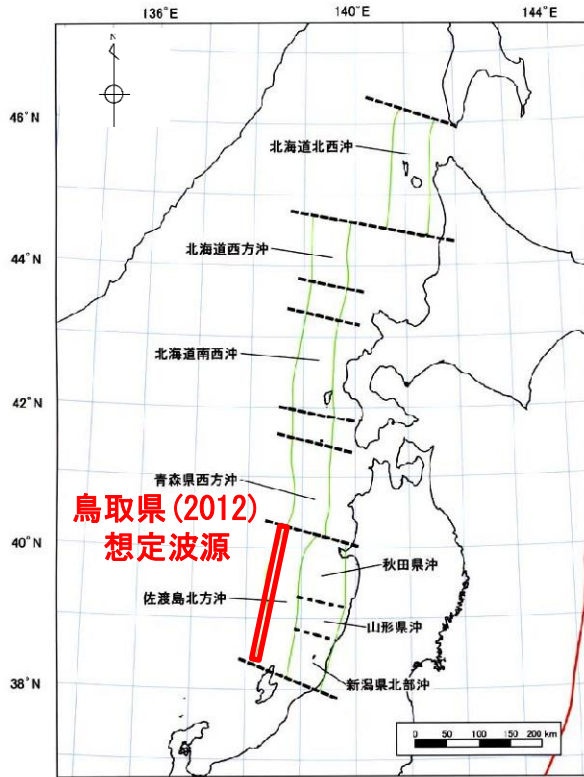 136°E
140°E
144°E
N
46°N
北海道北西沖
北海道西方沖
44°N
北海道南西沖
42°N
青森県西方沖
鳥取県(2012)
想定波源
40°N
秋田県沖
佐渡島北方沖
山形県沖
新潟県北部沖
38°N
0 50 100 150 200 km